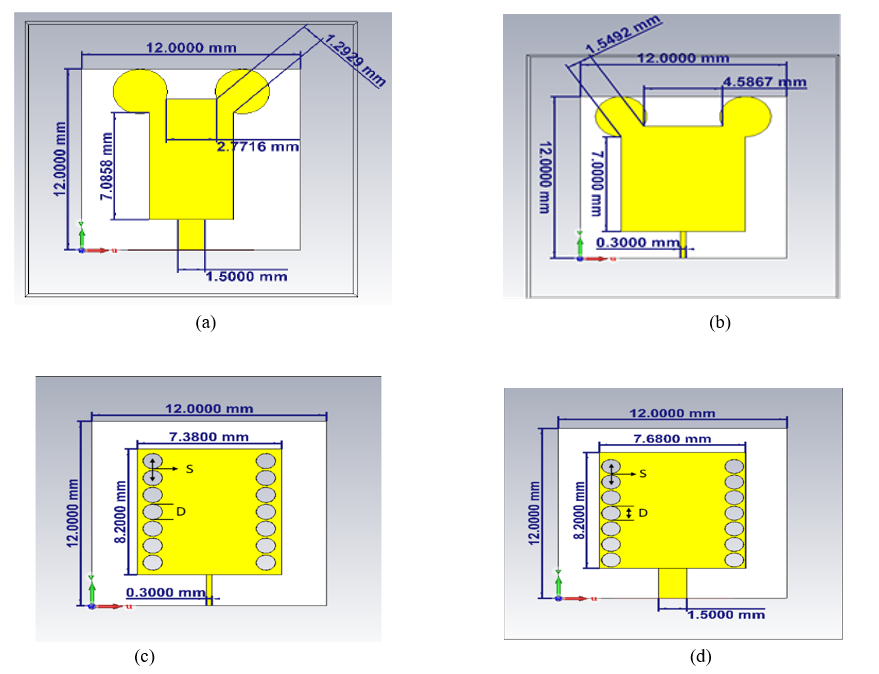 12.0000 mm
1.2929 mm
12.0000 mm
7.0858 mm
2.7716 mm
1.5000 mm
v
u
(a)
1.5492 mm
12.0000 mm
4.5867 mm
12.0000 mm
7.0000 mm
0.3000 mm
v
u
(b)
12.0000 mm
7.3800 mm
12.0000 mm
8.2000 mm
S
D
0.3000 mm
v
u
(c)
12.0000 mm
7.6800 mm
12.0000 mm
8.2000 mm
S
D
1.5000 mm
v
u
(d)